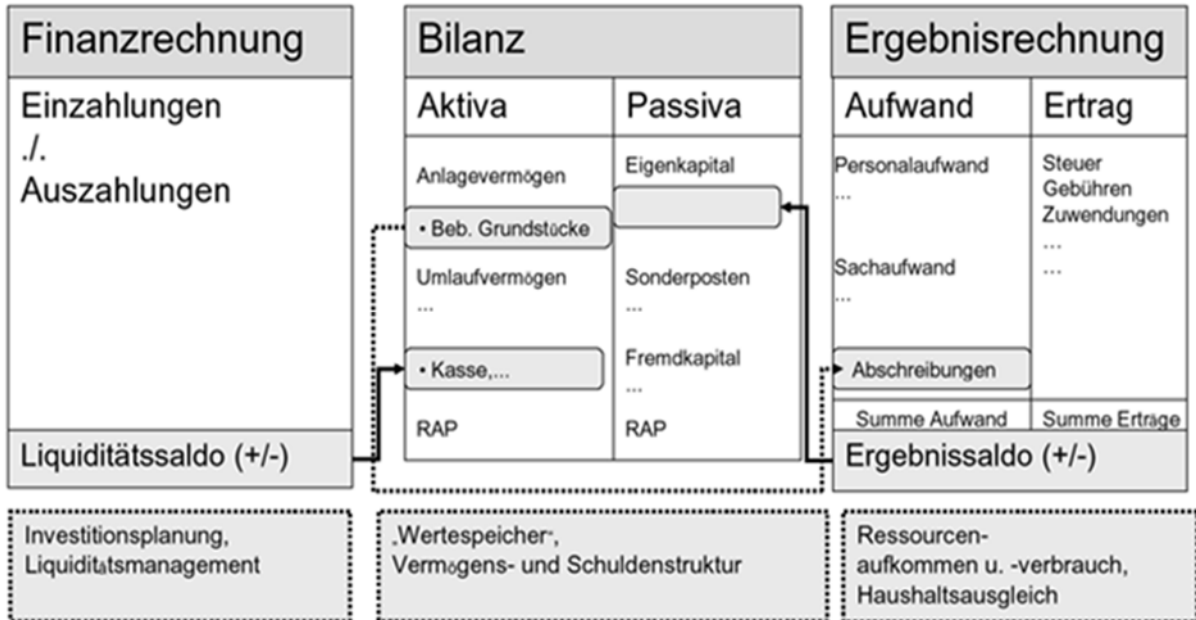 Finanzrechnung
Einzahlungen
./.
Auszahlungen
Liquiditätssaldo (+/-)
Investitionsplanung,
Liquiditätsmanagement
Bilanz
Aktiva
Anlagevermögen
• Beb. Grundstücke
Umlaufvermögen
...
• Kasse,...
RAP
Passiva
Eigenkapital
Sonderposten
...
Fremdkapital
...
RAP
„Wertespeicher“,
Vermögens- und Schuldenstruktur
Ergebnisrechnung
Aufwand
Personalaufwand
...
Sachaufwand
...
Abschreibungen
Summe Aufwand
Ertrag
Steuer
Gebühren
Zuwendungen
...
...
Summe Erträge
Ergebnissaldo (+/-)
Ressourcen-
aufkommen u. -verbrauch,
Haushaltsausgleich